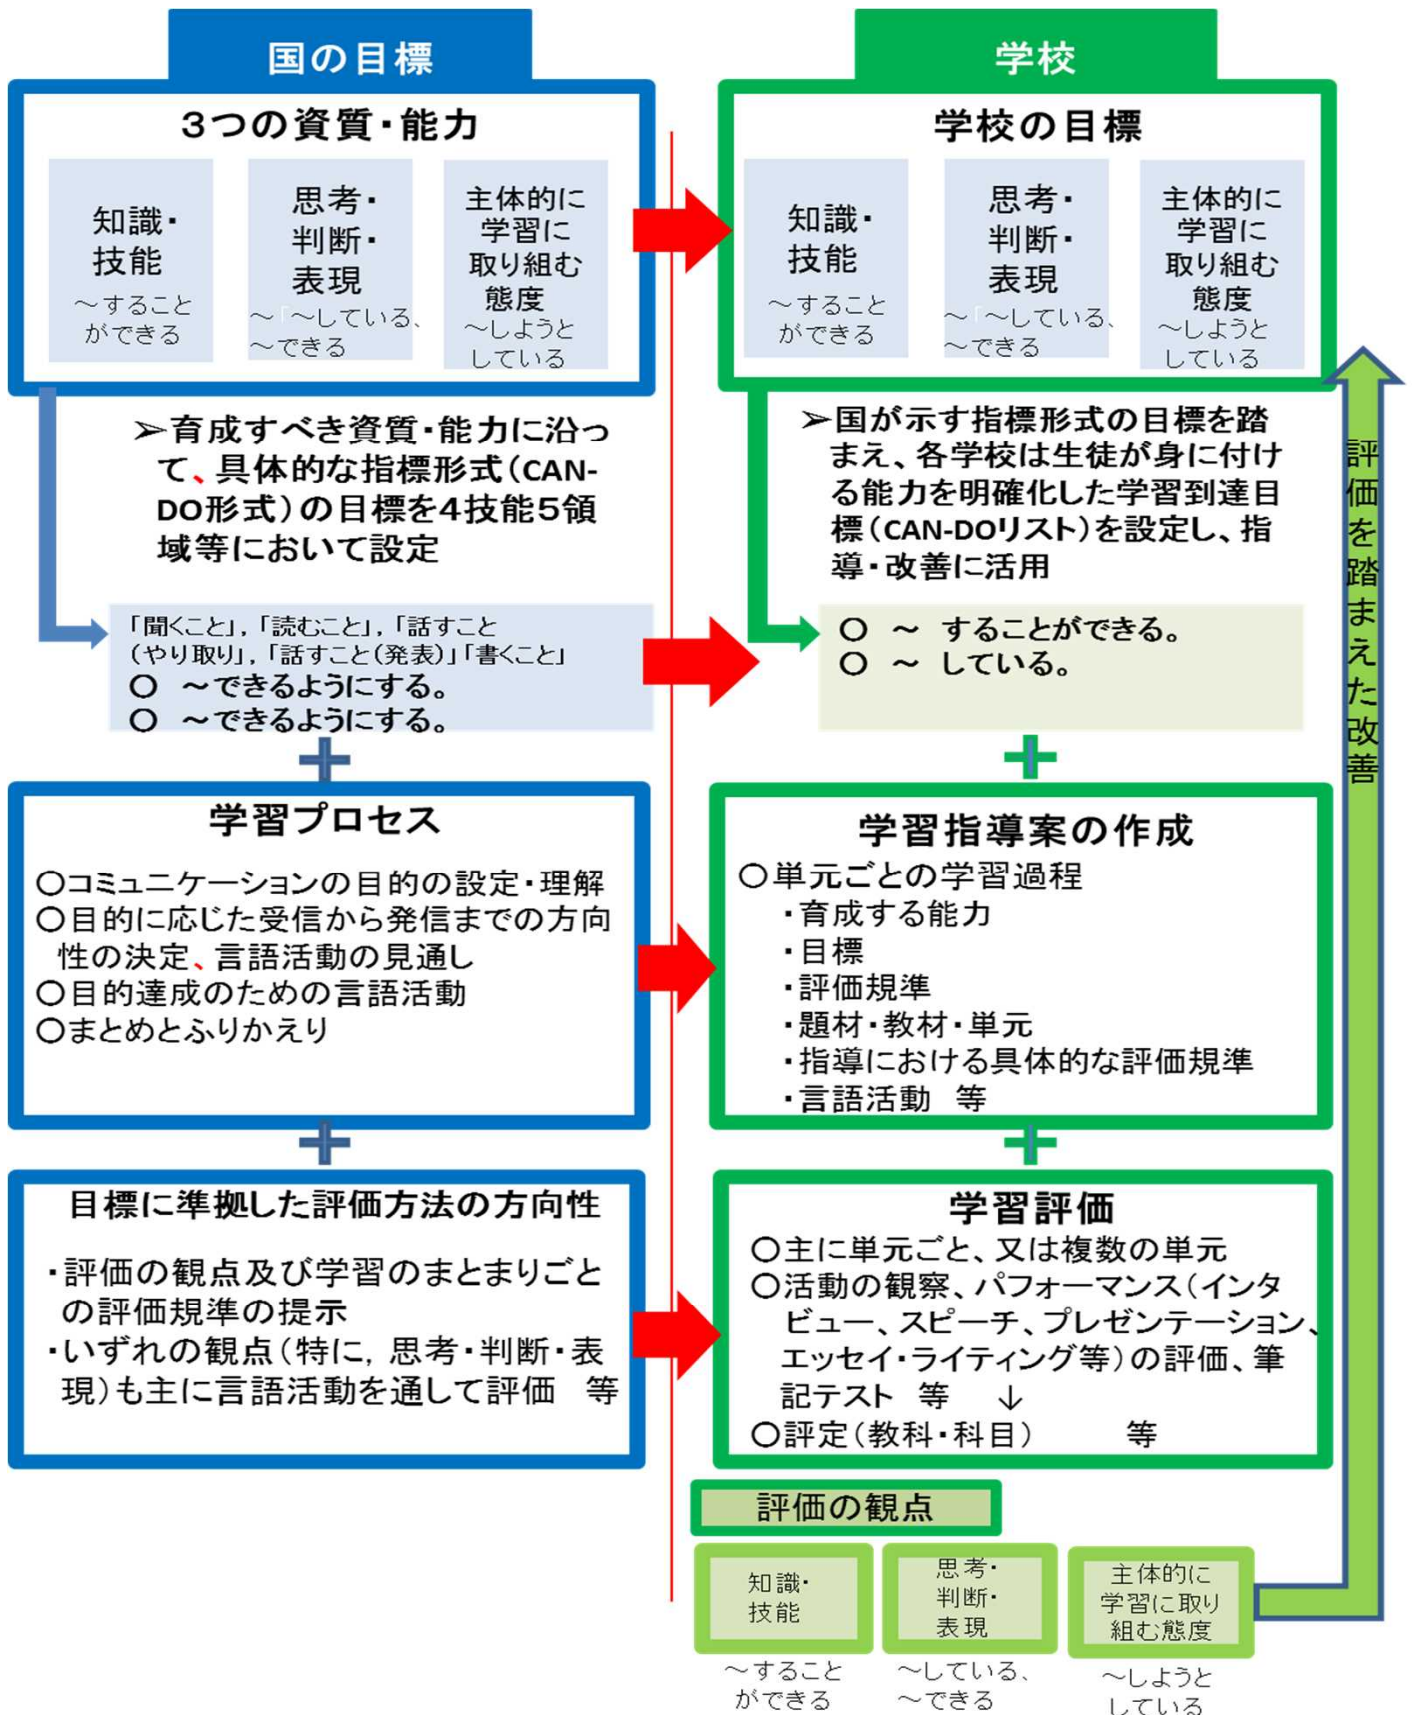 国の目標
3つの資質・能力
知識・
技能
～すること
ができる
思考・
判断・
表現
～「～している、
～できる
主体的に
学習に
取り組む
態度
～しようと
している
➢育成すべき資質・能力に沿っ
て、具体的な指標形式（CAN-
DO形式）の目標を4技能5領
域等において設定
「聞くこと」，「読むこと」，「話すこと
（やり取り」，「話すこと（発表）」「書くこと」
○ ～できるようにする。
○ ～できるようにする。
＋
学習プロセス
○コミュニケーションの目的の設定・理解
○目的に応じた受信から発信までの方向
性の決定、言語活動の見通し
○目的達成のための言語活動
○まとめとふりかえり
＋
目標に準拠した評価方法の方向性
・評価の観点及び学習のまとまりごと
の評価規準の提示
・いずれの観点（特に，思考・判断・表
現）も主に言語活動を通して評価 等
学校
学校の目標
知識・
技能
～すること
ができる
思考・
判断・
表現
～「～している、
～できる
主体的に
学習に
取り組む
態度
～しようと
している
➢国が示す指標形式の目標を踏
まえ、各学校は生徒が身に付け
る能力を明確化した学習到達目
標（CAN-DOリスト）を設定し、指
導・改善に活用
○ ～ することができる。
○ ～ している。
＋
学習指導案の作成
○単元ごとの学習過程
・育成する能力
・目標
・評価規準
・題材・教材・単元
・指導における具体的な評価規準
・言語活動 等
＋
学習評価
○主に単元ごと、又は複数の単元
○活動の観察、パフォーマンス（インタ
ビュー、スピーチ、プレゼンテーション、
エッセイ・ライティング等）の評価、筆
記テスト 等 ↓
○評定（教科・科目） 等
評価の観点
知識・
技能
～すること
ができる
思考・
判断・
表現
～している、
～できる
主体的に
学習に取り
組む態度
～しようと
している
評価を踏まえた改善